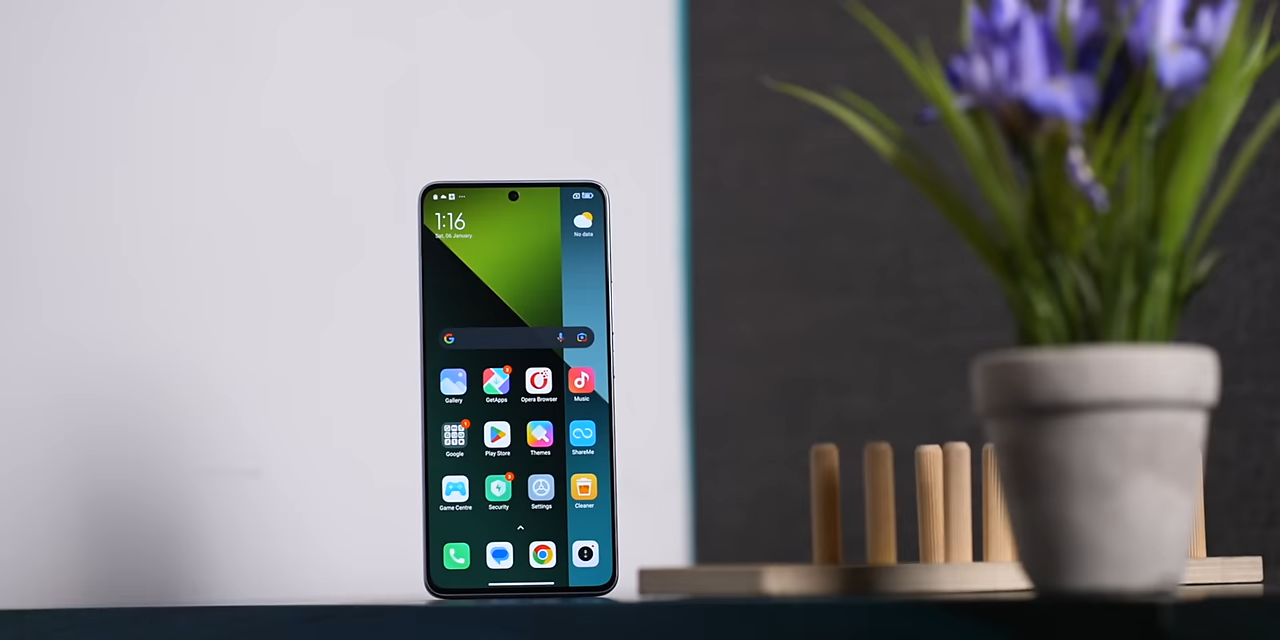 1:16
Sat, 06 January
No data
Gallery
GetApps
Opera Browser
Music
Google
Play Store
Themes
ShareMe
Game Centre
Security
Settings
Cleaner